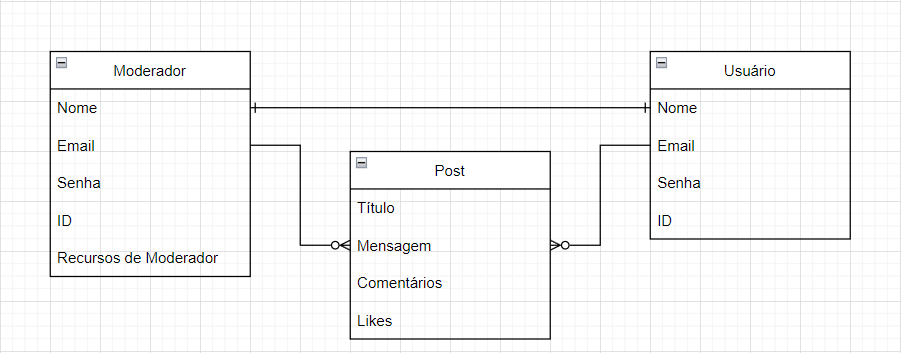 Moderador
Nome
Email
Senha
ID
Recursos de Moderador
Post
Título
Mensagem
Comentários
Likes
Usuário
Nome
Email
Senha
ID